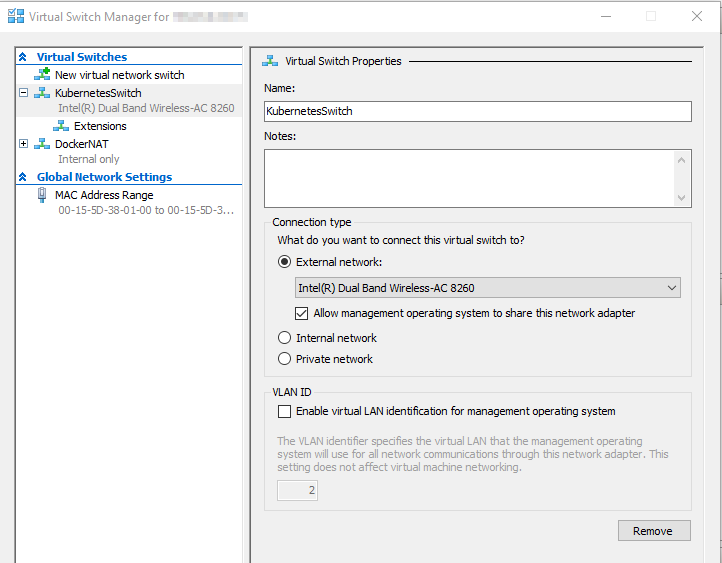 Virtual Switch Manager for
Virtual Switches
New virtual network switch
KubernetesSwitch
Intel(R) Dual Band Wireless-AC 8260
Extensions
DockerNAT
Internal only
Global Network Settings
MAC Address Range
00-15-5D-38-01-00 to 00-15-5D-3...
Virtual Switch Properties
Name:
KubernetesSwitch
Notes:
Connection type
What do you want to connect this virtual switch to?
External network:
Intel(R) Dual Band Wireless-AC 8260
Allow management operating system to share this network adapter
Internal network
Private network
VLAN ID
Enable virtual LAN identification for management operating system
The VLAN identifier specifies the virtual LAN that the management operating
system will use for all network communications through this network adapter. This
setting does not affect virtual machine networking.
2
Remove